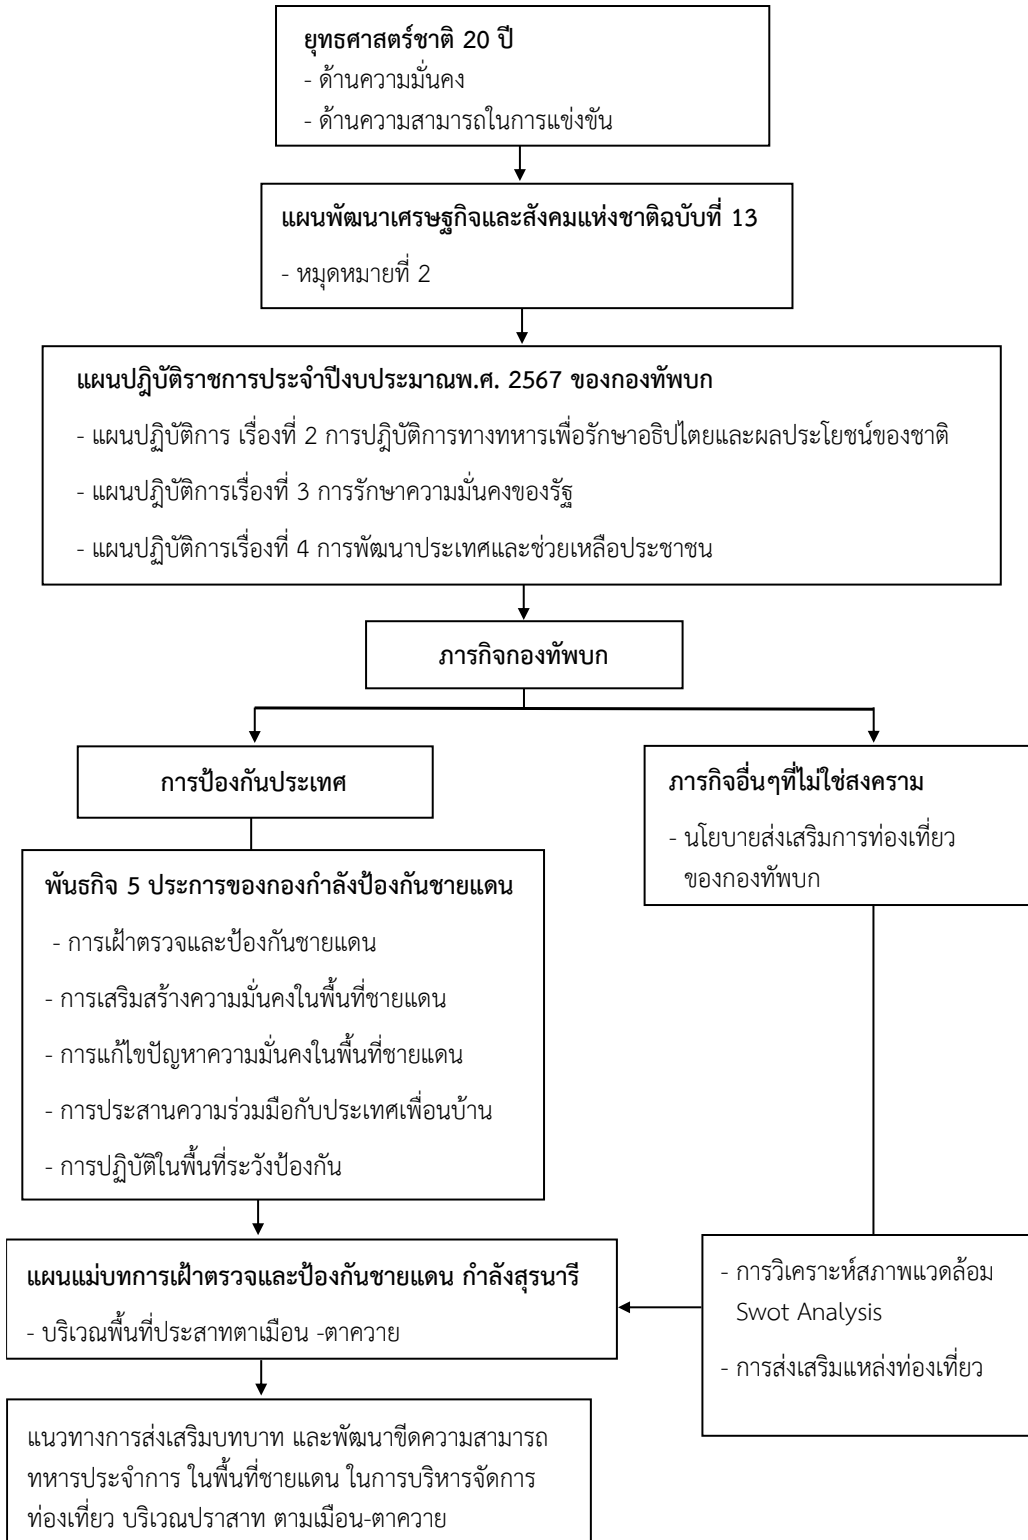 ยุทธศาสตร์ชาติ 20 ปี
- ด้านความมั่นคง
- ด้านความสามารถในการแข่งขัน
แผนพัฒนาเศรษฐกิจและสังคมแห่งชาติฉบับที่ 13
- หมุดหมายที่ 2
แผนปฏิบัติราชการประจำปีงบประมาณพ.ศ. 2567 ของกองทัพบก
- แผนปฏิบัติการ เรื่องที่ 2 การปฏิบัติการทางทหารเพื่อรักษาอธิปไตยและผลประโยชน์ของชาติ
- แผนปฏิบัติการเรื่องที่ 3 การรักษาความมั่นคงของรัฐ
- แผนปฏิบัติการเรื่องที่ 4 การพัฒนาประเทศและช่วยเหลือประชาชน
ภารกิจกองทัพบก
การป้องกันประเทศ
ภารกิจอื่นๆที่ไม่ใช่สงคราม
- นโยบายส่งเสริมการท่องเที่ยว
ของกองทัพบก
พันธกิจ 5 ประการของกองกำลังป้องกันชายแดน
- การเฝ้าตรวจและป้องกันชายแดน
- การเสริมสร้างความมั่นคงในพื้นที่ชายแดน
- การแก้ไขปัญหาความมั่นคงในพื้นที่ชายแดน
- การประสานความร่วมมือกับประเทศเพื่อนบ้าน
- การปฏิบัติในพื้นที่ระวังป้องกัน
แผนแม่บทการเฝ้าตรวจและป้องกันชายแดน กำลังสุรนารี
- บริเวณพื้นที่ประสาทตาเมือน -ตาควาย
- การวิเคราะห์สภาพแวดล้อม
Swot Analysis
- การส่งเสริมแหล่งท่องเที่ยว
แนวทางการส่งเสริมบทบาท และพัฒนาขีดความสามารถ
ทหารประจำการ ในพื้นที่ชายแดน ในการบริหารจัดการ
ท่องเที่ยว บริเวณปราสาท ตามเมือน-ตาควาย